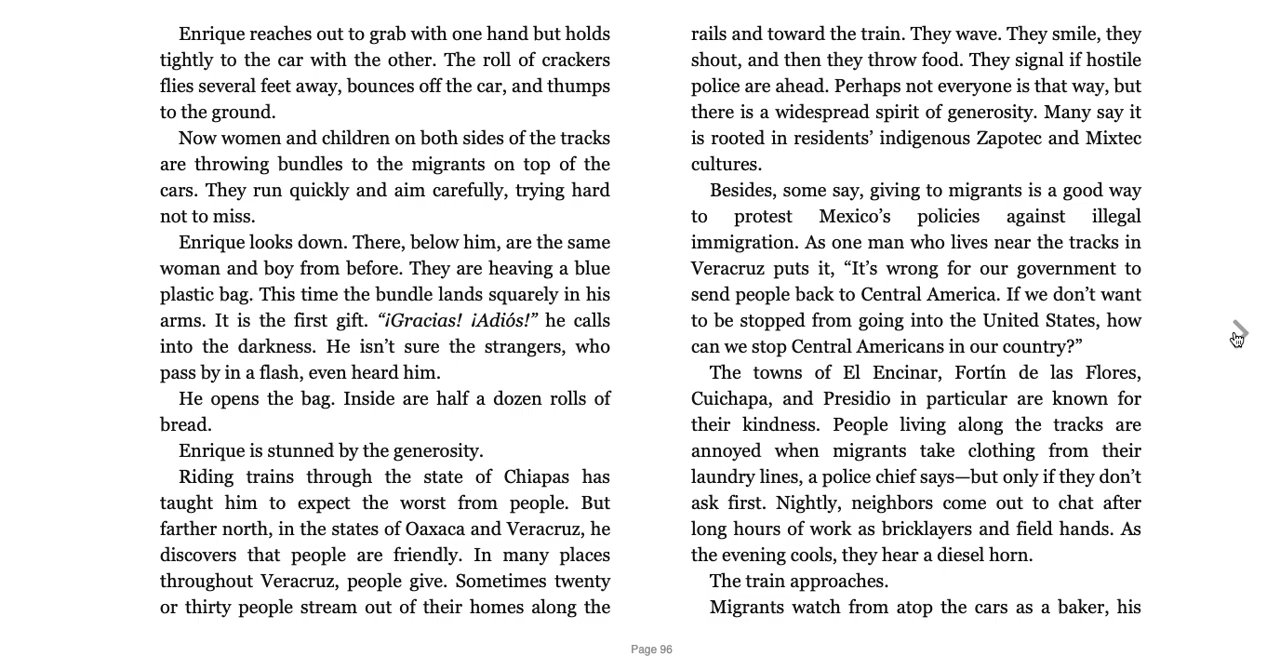 Enrique reaches out to grab with one hand but holds
tightly to the car with the other. The roll of crackers
flies several feet away, bounces off the car, and thumps
to the ground.
Now women and children on both sides of the tracks
are throwing bundles to the migrants on top of the
cars. They run quickly and aim carefully, trying hard
not to miss.
Enrique looks down. There, below him, are the same
woman and boy from before. They are heaving a blue
plastic bag. This time the bundle lands squarely in his
arms. It is the first gift. “¡Gracias! ¡Adiós!” he calls
into the darkness. He isn’t sure the strangers, who
pass by in a flash, even heard him.
He opens the bag. Inside are half a dozen rolls of
bread.
Enrique is stunned by the generosity.
Riding trains through the state of Chiapas has
taught him to expect the worst from people. But
farther north, in the states of Oaxaca and Veracruz, he
discovers that people are friendly. In many places
throughout Veracruz, people give. Sometimes twenty
or thirty people stream out of their homes along the
rails and toward the train. They wave. They smile, they
shout, and then they throw food. They signal if hostile
police are ahead. Perhaps not everyone is that way, but
there is a widespread spirit of generosity. Many say it
is rooted in residents’ indigenous Zapotec and Mixtec
cultures.
Besides, some say, giving to migrants is a good way
to protest Mexico’s policies against illegal
immigration. As one man who lives near the tracks in
Veracruz puts it, “It’s wrong for our government to
send people back to Central America. If we don’t want
to be stopped from going into the United States, how
can we stop Central Americans in our country?”
The towns of El Encinar, Fortín de las Flores,
Cuichapa, and Presidio in particular are known for
their kindness. People living along the tracks are
annoyed when migrants take clothing from their
laundry lines, a police chief says—but only if they don’t
ask first. Nightly, neighbors come out to chat after
long hours of work as bricklayers and field hands. As
the evening cools, they hear a diesel horn.
The train approaches.
Migrants watch from atop the cars as a baker, his
Page 96